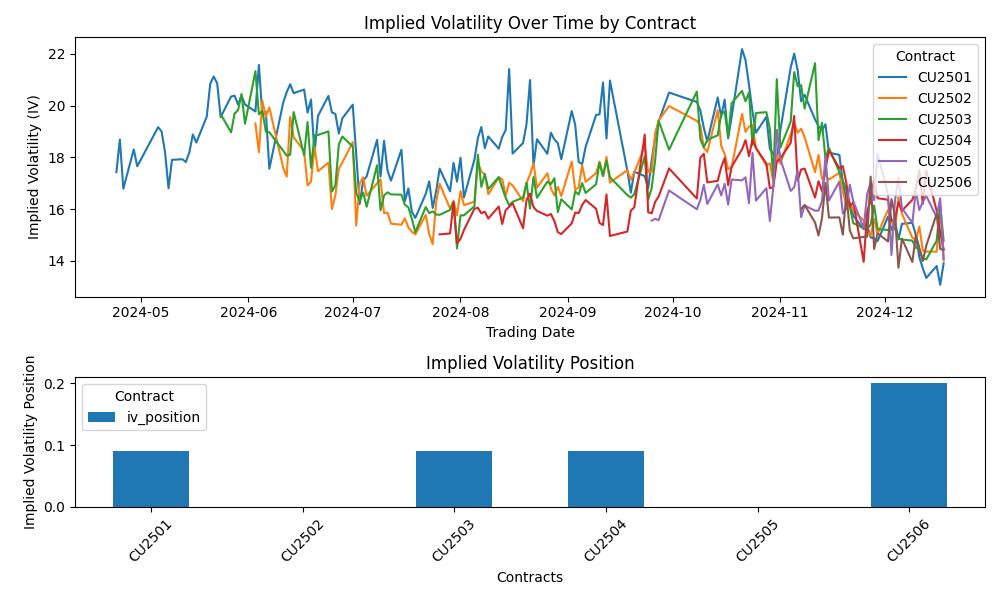 Implied Volatility Over Time by Contract
Implied Volatility (IV)
22
20
18
16
14
Contract
CU2501
CU2502
CU2503
CU2504
CU2505
CU2506
2024-05
2024-06
2024-07
2024-08
2024-09
2024-10
2024-11
2024-12
Trading Date
Implied Volatility Position
Implied Volatility Position
0.2
0.1
0.0
Contract
iv_position
CU2501
CU2502
CU2503
CU2504
CU2505
CU2506
Contracts